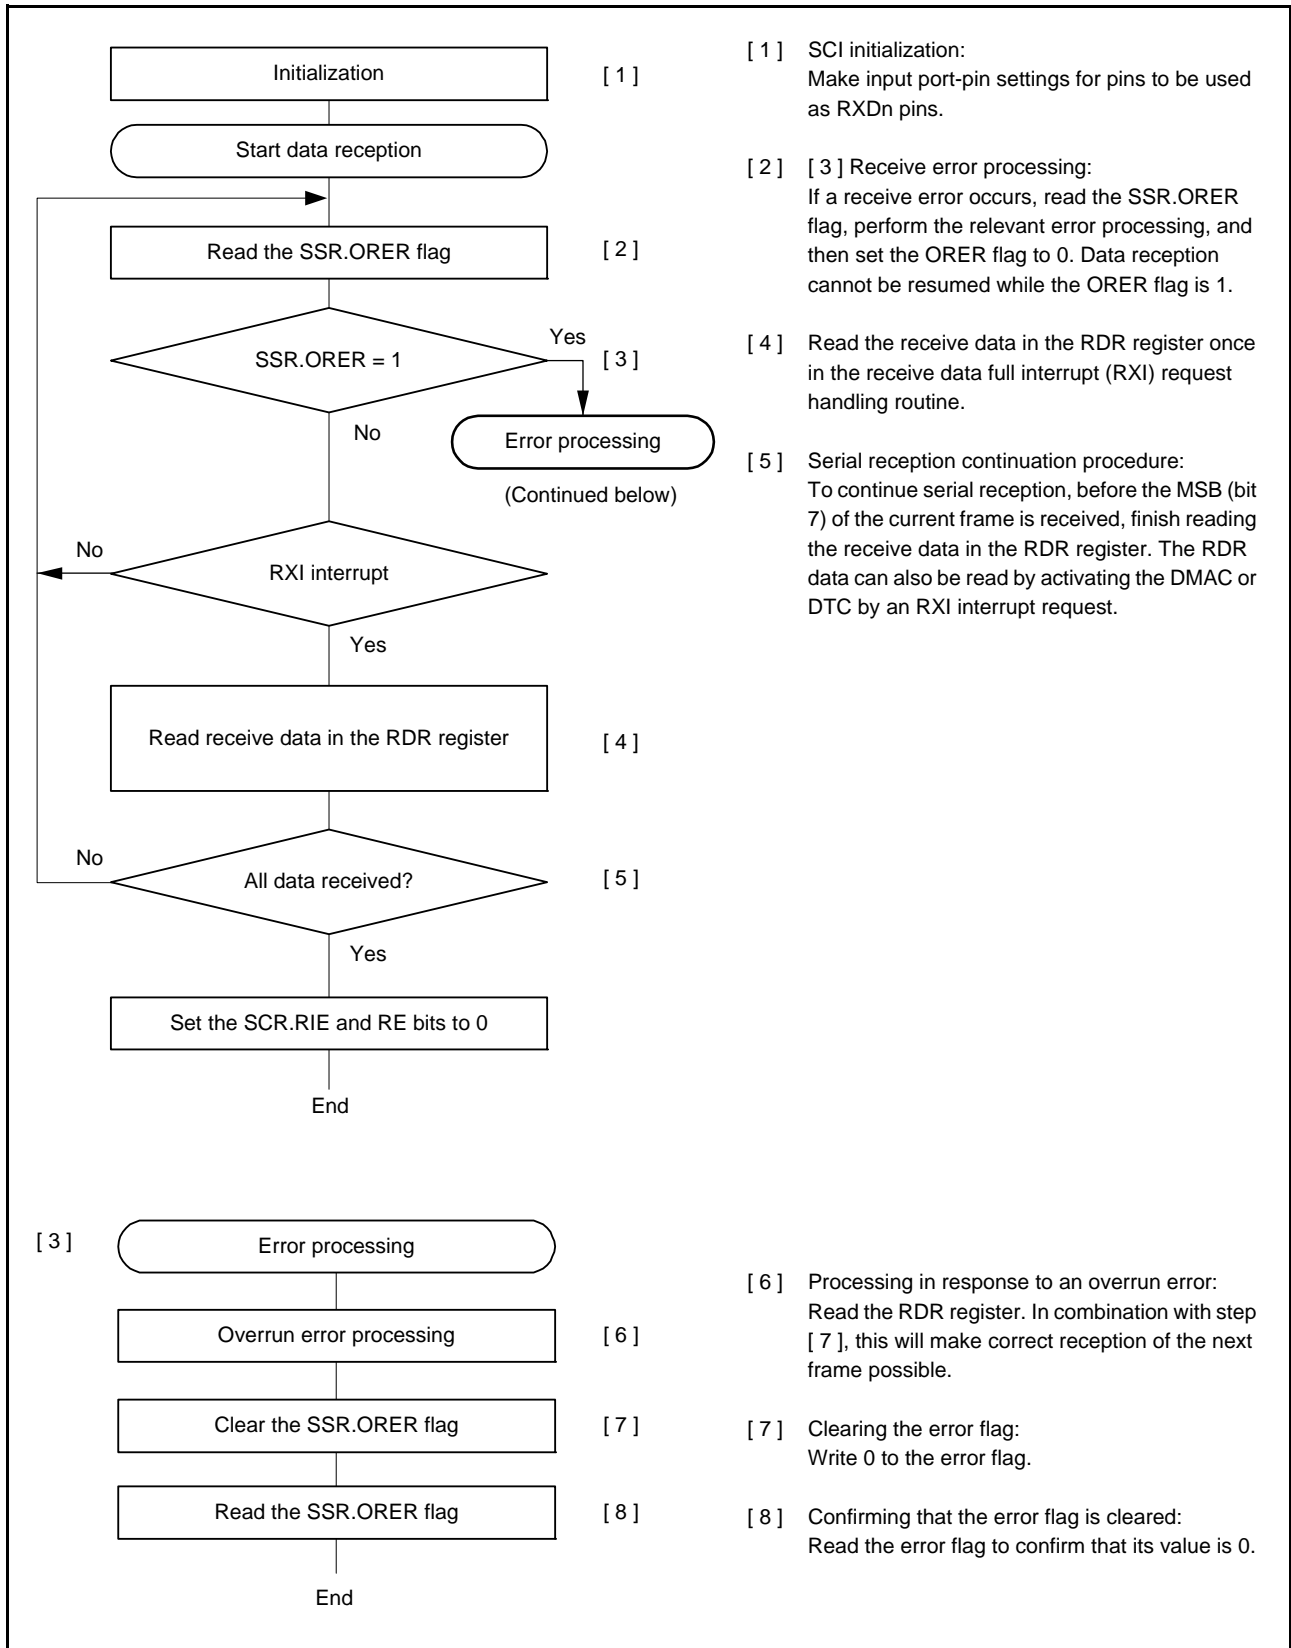 Initialization
[ 1 ]
Start data reception
Read the SSR.ORER flag
[ 2 ]
SSR.ORER = 1
Yes
[ 3 ]
No
Error processing
(Continued below)
No
RXI interrupt
Yes
Read receive data in the RDR register
[ 4 ]
No
All data received?
[ 5 ]
Yes
Set the SCR.RIE and RE bits to 0
End
[ 1 ] SCI initialization:
Make input port-pin settings for pins to be used
as RXDn pins.
[ 2 ] [ 3 ] Receive error processing:
If a receive error occurs, read the SSR.ORER
flag, perform the relevant error processing, and
then set the ORER flag to 0. Data reception
cannot be resumed while the ORER flag is 1.
[ 4 ] Read the receive data in the RDR register once
in the receive data full interrupt (RXI) request
handling routine.
[ 5 ] Serial reception continuation procedure:
To continue serial reception, before the MSB (bit
7) of the current frame is received, finish reading
the receive data in the RDR register. The RDR
data can also be read by activating the DMAC or
DTC by an RXI interrupt request.
[ 3 ]
Error processing
Overrun error processing
[ 6 ]
Clear the SSR.ORER flag
[ 7 ]
Read the SSR.ORER flag
[ 8 ]
End
[ 6 ] Processing in response to an overrun error:
Read the RDR register. In combination with step
[ 7 ], this will make correct reception of the next
frame possible.
[ 7 ] Clearing the error flag:
Write 0 to the error flag.
[ 8 ] Confirming that the error flag is cleared:
Read the error flag to confirm that its value is 0.